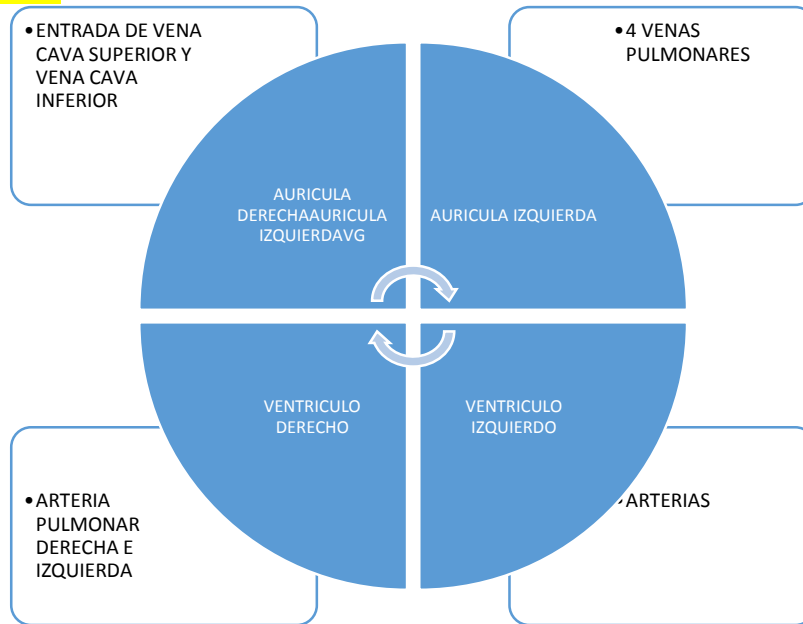 •ENTRADA DE VENA
CAVA SUPERIOR Y
VENA CAVA
INFERIOR
•4 VENAS
PULMONARES
AURICULA
DERECHAAURICULA
IZQUIERDAVG
AURICULA IZQUIERDA
VENTRICULO
DERECHO
VENTRICULO
IZQUIERDO
•ARTERIA
PULMONAR
DERECHA E
IZQUIERDA
•ARTERIAS